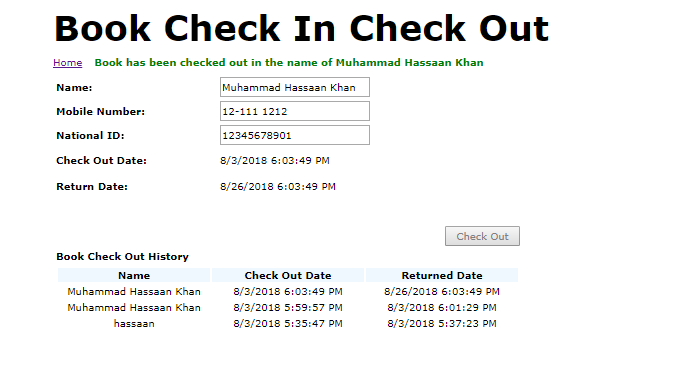 Book Check In Check Out
Home Book has been checked out in the name of Muhammad Hassaan Khan
Name: Muhammad Hassaan Khan
Mobile Number: 12-111 1212
National ID: 12345678901
Check Out Date: 8/3/2018 6:03:49 PM
Return Date: 8/26/2018 6:03:49 PM
Check Out
Book Check Out History
Name Check Out Date Returned Date
Muhammad Hassaan Khan 8/3/2018 6:03:49 PM 8/26/2018 6:03:49 PM
Muhammad Hassaan Khan 8/3/2018 5:59:57 PM 8/3/2018 6:01:29 PM
hassaan 8/3/2018 5:35:47 PM 8/3/2018 5:37:23 PM